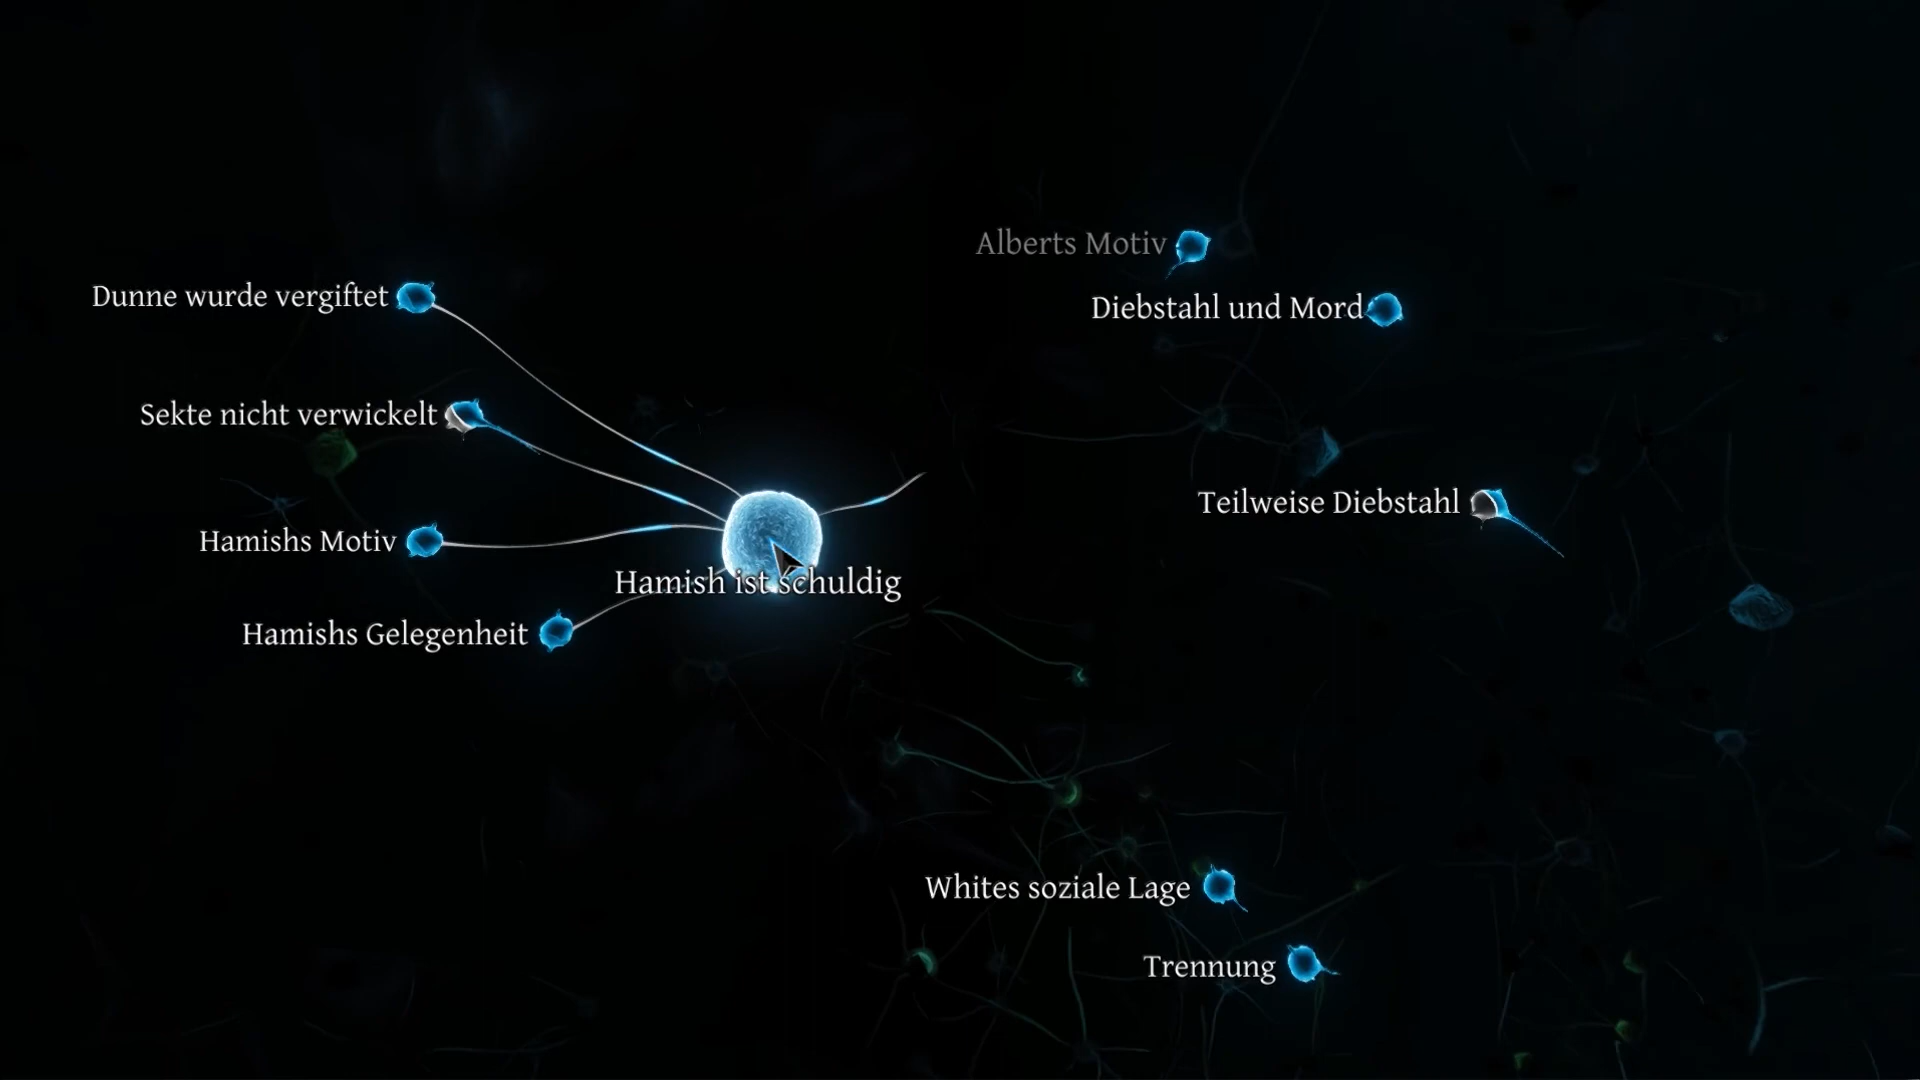 Alberts Motiv
Dunne wurde vergiftet
Diebstahl und Mord
Sekte nicht verwickelt
Teilweise Diebstahl
Hamishs Motiv
Hamish ist schuldig
Hamishs Gelegenheit
Whites soziale Lage
Trennung